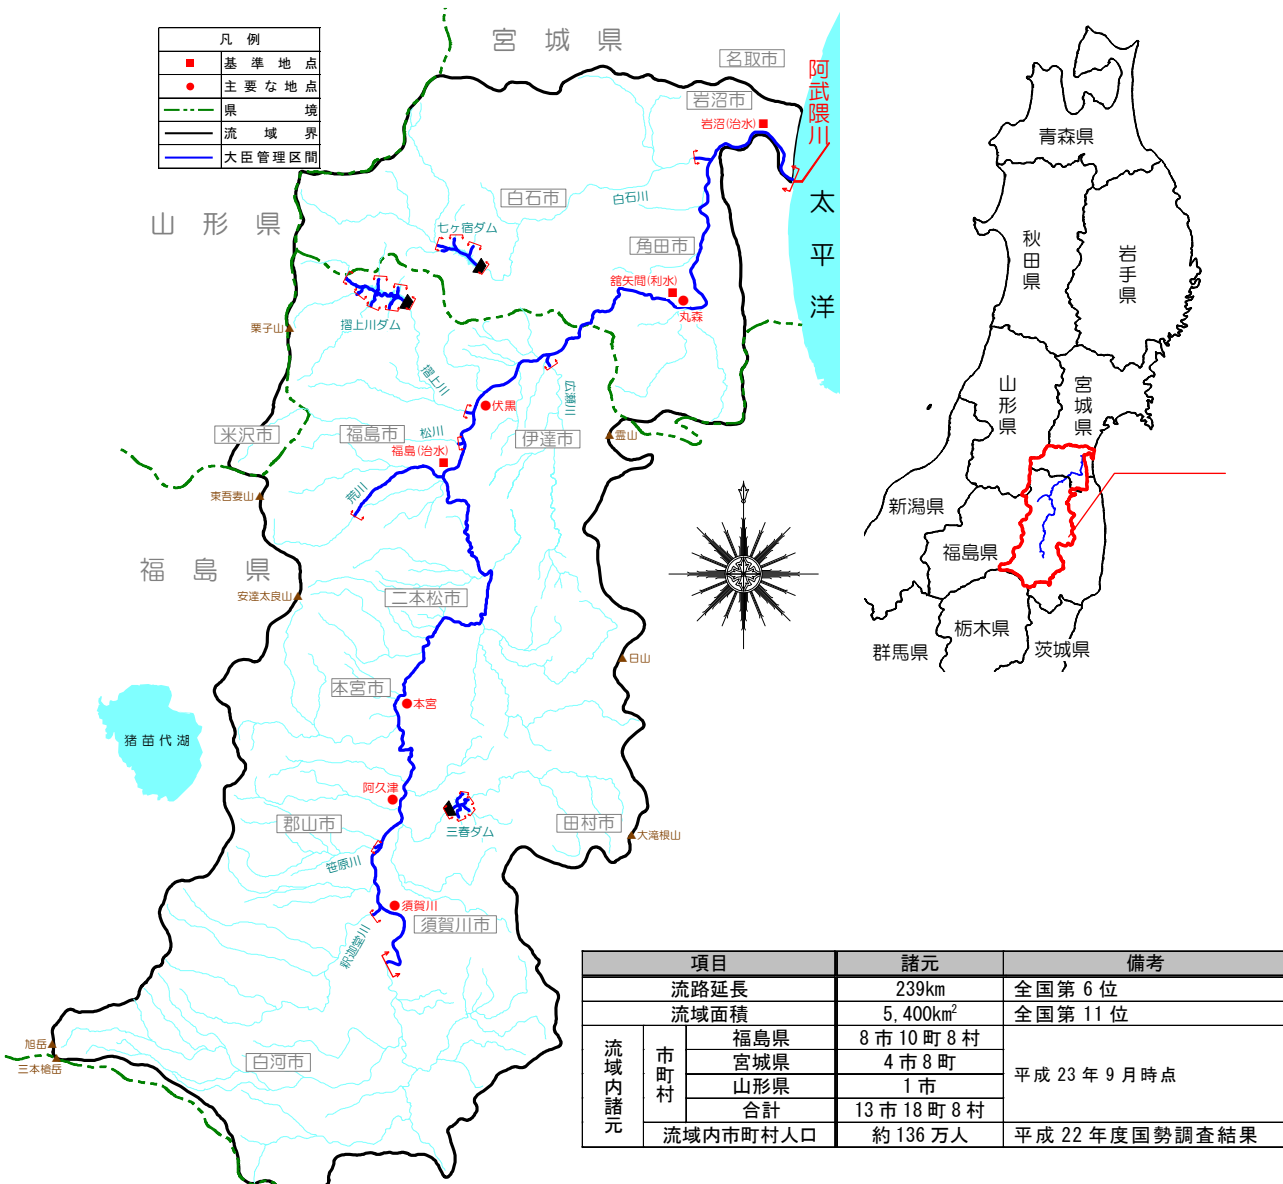 凡例
基準地点
主要な地点
県境
流域界
大臣管理区間
宮城県
名取市
阿武隈川
岩沼市
岩沼(治水)
太平洋
白石市
白石川
山形県
七ヶ宿ダム
角田市
舘矢間(利水)
丸森
摺上川ダム
栗子山
摺上川
広瀬川
伏黒
米沢市
福島市
松川
伊達市
霊山
福島(治水)
荒川
東吾妻山
福島県
安達太良山
二本松市
日山
本宮市
本宮
猪苗代湖
阿久津
三春ダム
郡山市
田村市
大滝根山
笹原川
須賀川
須賀川市
釈迦堂川
旭岳
三本槍岳
白河市
青森県
秋田県
岩手県
山形県
宮城県
新潟県
福島県
栃木県
群馬県
茨城県
項目 諸元 備考
流路延長 239km 全国第6位
流域面積 5,400km² 全国第11位
流域内諸元
市町村
福島県 8市10町8村
宮城県 4市8町
山形県 1市
合計 13市18町8村
平成23年9月時点
流域内市町村人口 約136万人 平成22年度国勢調査結果